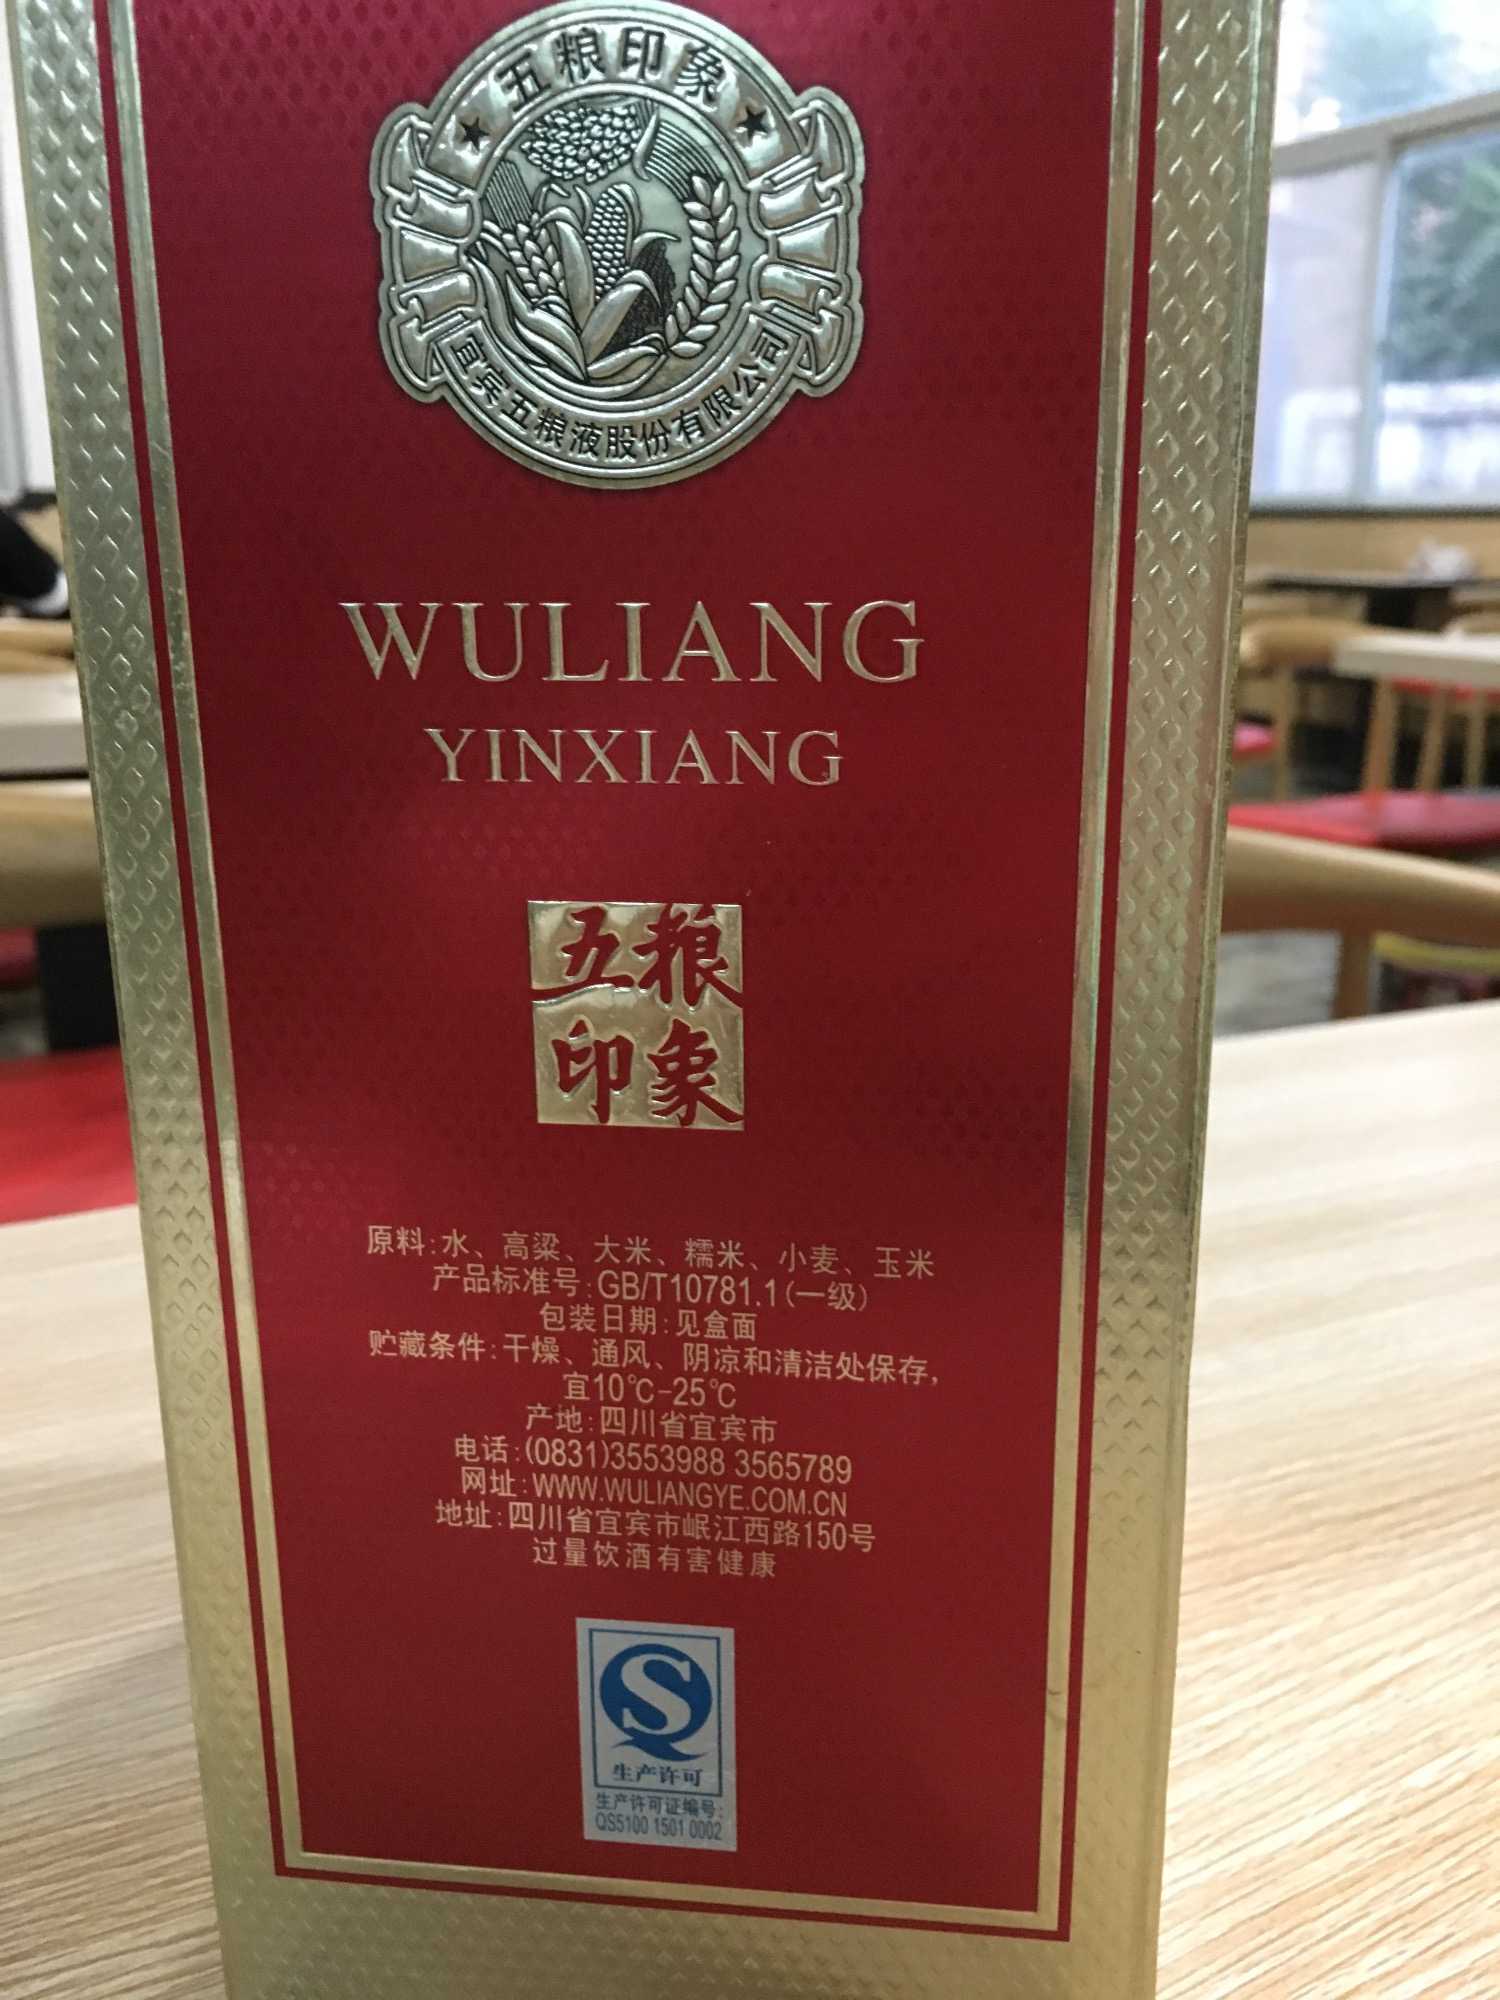 五粮印象
宜宾五粮液股份有限公司
WULIANG
YINXIANG
五粮
印象
原料:水、高粱、大米、糯米、小麦、玉米
产品标准号:GB/T10781.1(一级)
包装日期:见盒面
贮藏条件:干燥、通风、阴凉和清洁处保存,
宜10℃-25℃
产地:四川省宜宾市
电话:(0831)3553988 3565789
网址:WWW.WULIANGYE.COM.CN
地址:四川省宜宾市岷江西路150号
过量饮酒有害健康
S
生产许可
生产许可证编号:
QS5100 1501 0002